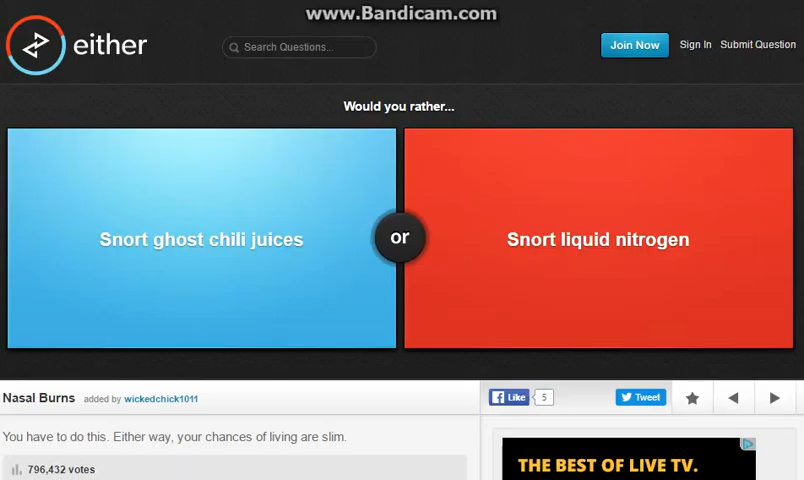 www.Bandicam.com
either
Search Questions...
Join Now
Sign In
Submit Question
Would you rather...
Snort ghost chili juices
or
Snort liquid nitrogen
Nasal Burns added by wickedchick1011
Like 5
Tweet
You have to do this. Either way, your chances of living are slim.
796,432 votes
THE BEST OF LIVE TV.